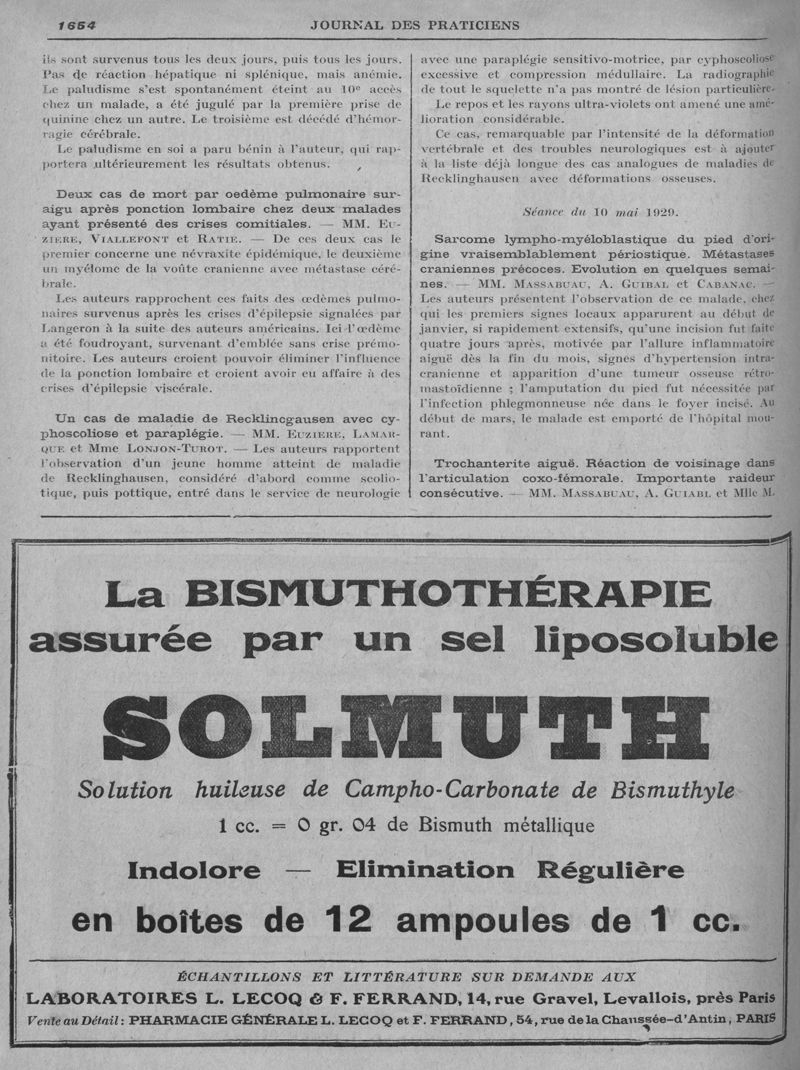 1654
JOURNAL DES PRATICIENS
ils sont survenus tous les deux jours, puis tous les jours.
Pas de réaction hépatique ni splénique, mais anémie.
Le paludisme s'est spontanément éteint au 10e accès
chez un malade, a été jugulé par la première prise de
quinine chez un autre. Le troisième est décédé d'hémor-
ragie cérébrale.
Le paludisme en soi a paru bénin à l'auteur, qui rap-
portera ultérieurement les résultats obtenus.
Deux cas de mort par oedème pulmonaire sur-
aigu après ponction lombaire chez deux malades
ayant présenté des crises comitiales. — MM. EU-
ZIERE, VIALLEFONT et RATIE. — De ces deux cas le
premier concerne une névraxite épidémique, le deuxième
un myélome de la voûte cranienne avec métastase céré-
brale.
Les auteurs rapprochent ces faits des œdèmes pulmo-
naires survenus après les crises d'épilepsie signalées par
Langeron à la suite des auteurs américains. Ici l'œdème
a été foudroyant, survenant d'emblée sans crise prémo-
nitoire. Les auteurs croient pouvoir éliminer l'influence
de la ponction lombaire et croient avoir eu affaire à des
crises d'épilepsie viscérale.
Un cas de maladie de Recklincgausen avec cy-
phoscoliose et paraplégie. — MM. EUZIERE, LAMAR-
QUE et Mme LONJON-TUROT. — Les auteurs rapportent
l'observation d'un jeune homme atteint de maladie
de Recklinghausen, considéré d'abord comme scolio-
tique, puis pottique, entré dans le service de neurologie
avec une paraplégie sensitivo-motrice, par cyphoscoliose
excessive et compression médullaire. La radiographie
de tout le squelette n'a pas montré de lésion particulière.
Le repos et les rayons ultra-violets ont amené une amé-
lioration considérable.
Ce cas, remarquable par l'intensité de la déformation
vertébrale et des troubles neurologiques est à ajouter
à la liste déjà longue des cas analogues de maladies de
Recklinghausen avec déformations osseuses.
Séance du 10 mai 1929.
Sarcome lympho-myéloblastique du pied d'ori-
gine vraisemblablement périostique. Métastases
craniennes précoces. Evolution en quelques semai-
nes. — MM. MASSABUAU, A. GUIBAL et CABANAC. —
Les auteurs présentent l'observation de ce malade, chez
qui les premiers signes locaux apparurent au début de
janvier, si rapidement extensifs, qu'une incision fut faite
quatre jours après, motivée par l'allure inflammatoire
aiguë dès la fin du mois, signes d'hypertension intra-
cranienne et apparition d'une tumeur osseuse rétro-
mastoïdienne ; l'amputation du pied fut nécessitée par
l'infection phlegmonneuse née dans le foyer incisé. Au
début de mars, le malade est emporté de l'hôpital mou-
rant.
Trochanterite aiguë. Réaction de voisinage dans
l'articulation coxo-fémorale. Importante raideur
consécutive. — MM. MASSABUAU, A. GUIABL et Mlle M.
La BISMUTHOTHÉRAPIE
assurée par un sel liposoluble
SOLMUTH
Solution huileuse de Campho-Carbonate de Bismuthyle
1 cc. = 0 gr. 04 de Bismuth métallique
Indolore — Elimination Régulière
en boîtes de 12 ampoules de 1 cc.
ÉCHANTILLONS ET LITTÉRATURE SUR DEMANDE AUX
LABORATOIRES L. LECOQ & F. FERRAND, 14, rue Gravel, Levallois, près Paris
Vente au Détail : PHARMACIE GÉNÉRALE L. LECOQ et F. FERRAND, 54, rue de la Chaussée-d'Antin, PARIS